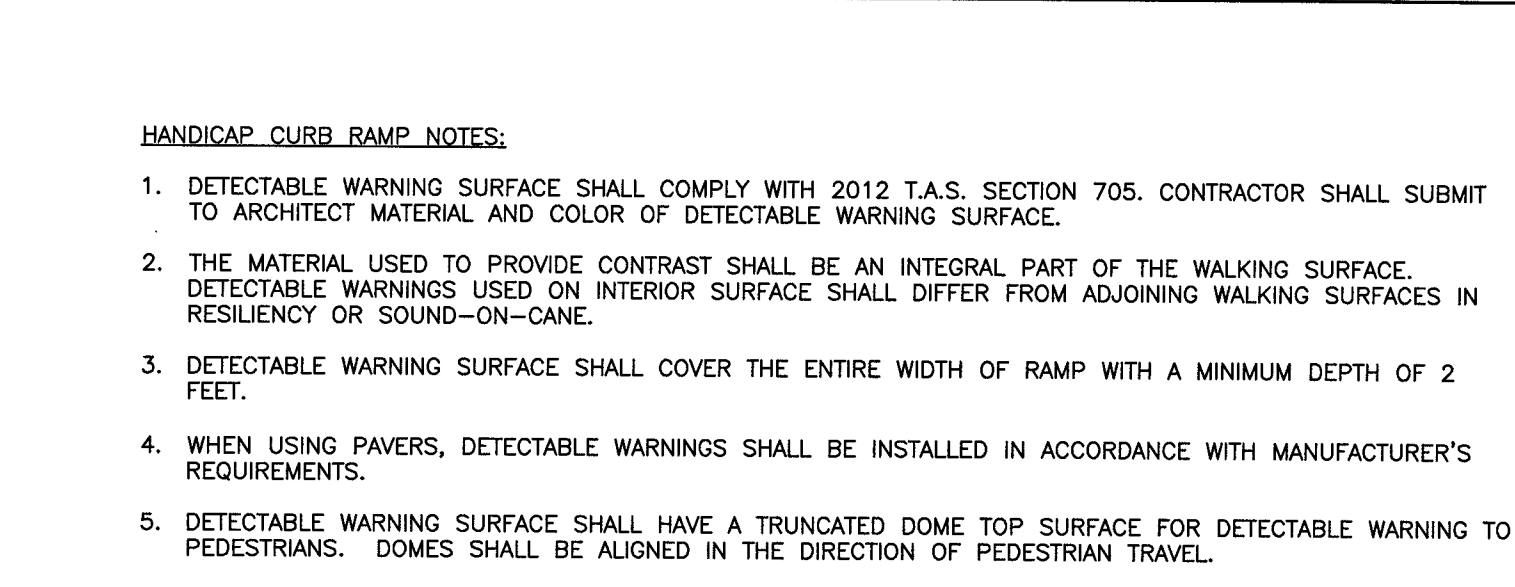 HANDICAP CURB RAMP NOTES:
1. DETECTABLE WARNING SURFACE SHALL COMPLY WITH 2012 T.A.S. SECTION 705. CONTRACTOR SHALL SUBMIT
TO ARCHITECT MATERIAL AND COLOR OF DETECTABLE WARNING SURFACE.
2. THE MATERIAL USED TO PROVIDE CONTRAST SHALL BE AN INTEGRAL PART OF THE WALKING SURFACE.
DETECTABLE WARNINGS USED ON INTERIOR SURFACE SHALL DIFFER FROM ADJOINING WALKING SURFACES IN
RESILIENCY OR SOUND-ON-CANE.
3. DETECTABLE WARNING SURFACE SHALL COVER THE ENTIRE WIDTH OF RAMP WITH A MINIMUM DEPTH OF 2
FEET.
4. WHEN USING PAVERS, DETECTABLE WARNINGS SHALL BE INSTALLED IN ACCORDANCE WITH MANUFACTURER'S
REQUIREMENTS.
5. DETECTABLE WARNING SURFACE SHALL HAVE A TRUNCATED DOME TOP SURFACE FOR DETECTABLE WARNING TO
PEDESTRIANS. DOMES SHALL BE ALIGNED IN THE DIRECTION OF PEDESTRIAN TRAVEL.